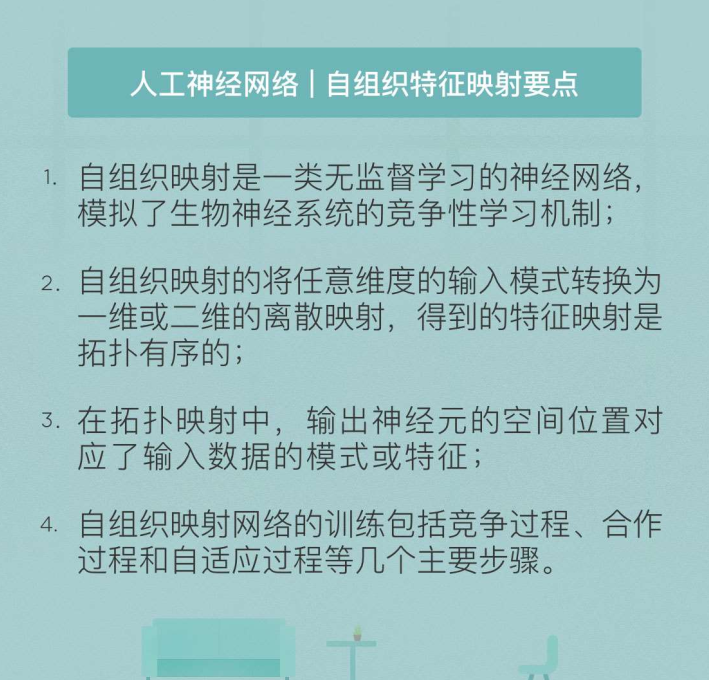 人工神经网络｜自组织特征映射要点
1. 自组织映射是一类无监督学习的神经网络，
模拟了生物神经系统的竞争性学习机制；
2. 自组织映射的将任意维度的输入模式转换为
一维或二维的离散映射，得到的特征映射是
拓扑有序的；
3. 在拓扑映射中，输出神经元的空间位置对
应了输入数据的模式或特征；
4. 自组织映射网络的训练包括竞争过程、合作
过程和自适应过程等几个主要步骤。